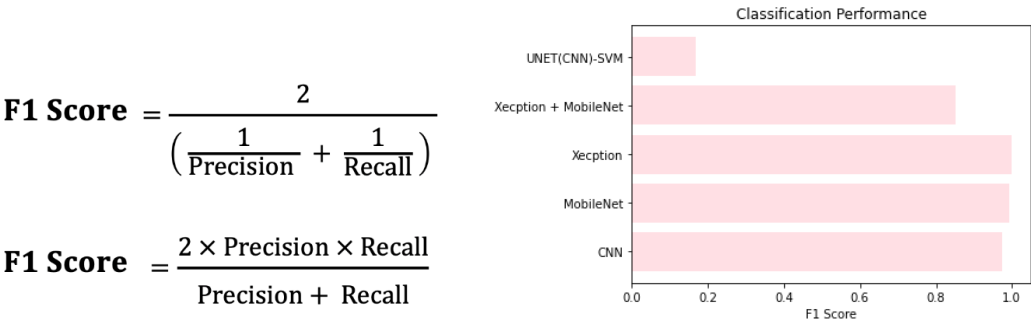 F1 Score = 2 / ( 1 / Precision + 1 / Recall )
F1 Score = 2 × Precision × Recall / Precision + Recall
Classification Performance
UNET(CNN)-SVM
Xecption + MobileNet
Xecption
MobileNet
CNN
0.0 0.2 0.4 0.6 0.8 1.0
F1 Score